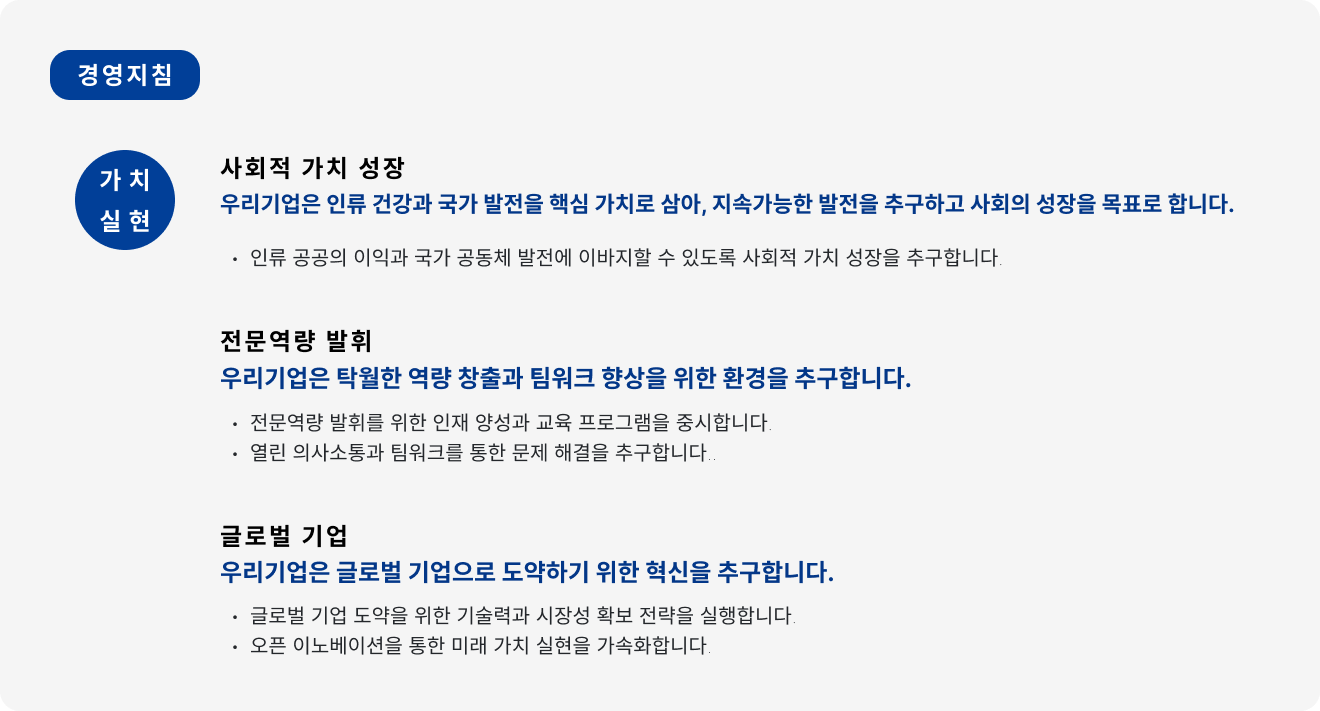 경영지침
가 치
실 현
사회적 가치 성장
우리기업은 인류 건강과 국가 발전을 핵심 가치로 삼아, 지속가능한 발전을 추구하고 사회의 성장을 목표로 합니다.
• 인류 공공의 이익과 국가 공동체 발전에 이바지할 수 있도록 사회적 가치 성장을 추구합니다.
전문역량 발휘
우리기업은 탁월한 역량 창출과 팀워크 향상을 위한 환경을 추구합니다.
• 전문역량 발휘를 위한 인재 양성과 교육 프로그램을 중시합니다.
• 열린 의사소통과 팀워크를 통한 문제 해결을 추구합니다..
글로벌 기업
우리기업은 글로벌 기업으로 도약하기 위한 혁신을 추구합니다.
• 글로벌 기업 도약을 위한 기술력과 시장성 확보 전략을 실행합니다.
• 오픈 이노베이션을 통한 미래 가치 실현을 가속화합니다.